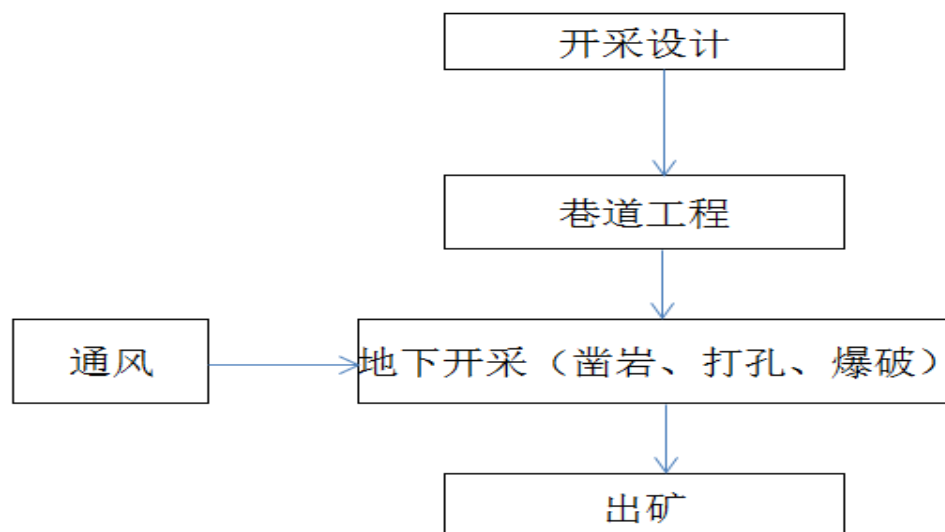 开采设计
巷道工程
通风
地下开采（凿岩、打孔、爆破）
出矿